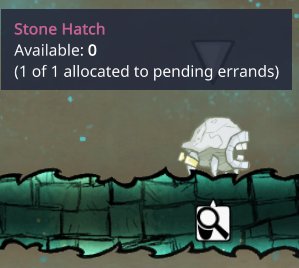 Stone Hatch
Available: 0
(1 of 1 allocated to pending errands)